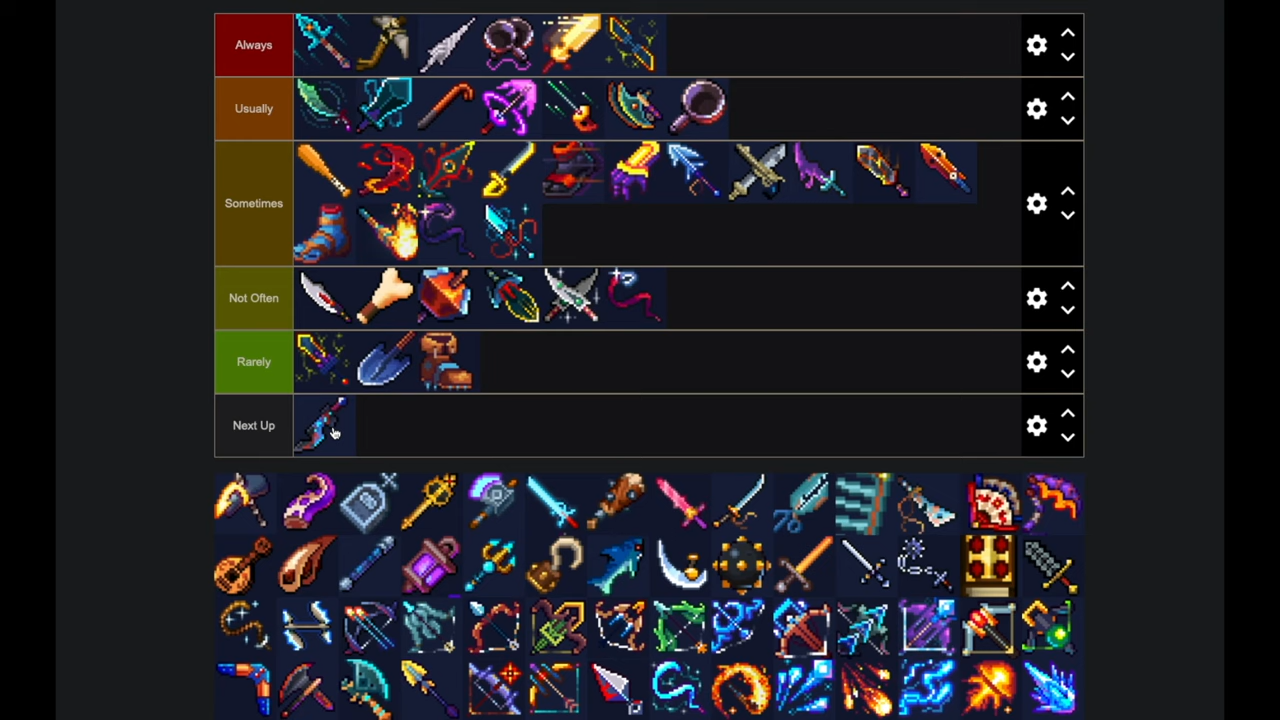 Always
Usually
Sometimes
Not Often
Rarely
Next Up